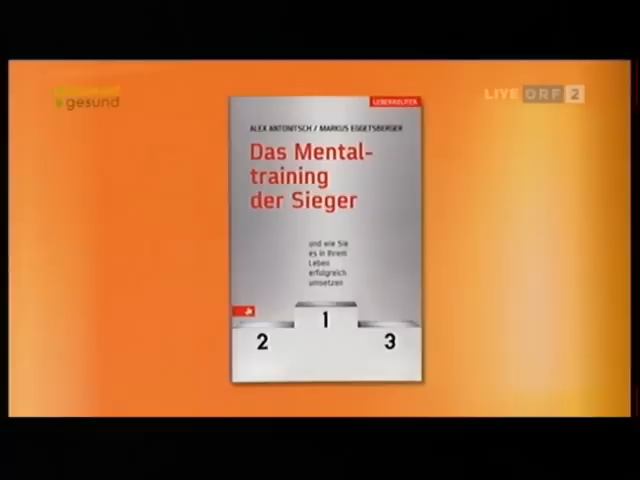 gesund
LIVE ORF 2
UEBERREUTER
ALEX ANTONITSCH / MARKUS EGGETSBERGER
Das Mental-
training
der Sieger
und wie Sie
es in Ihrem
Leben
erfolgreich
umsetzen
1
2
3